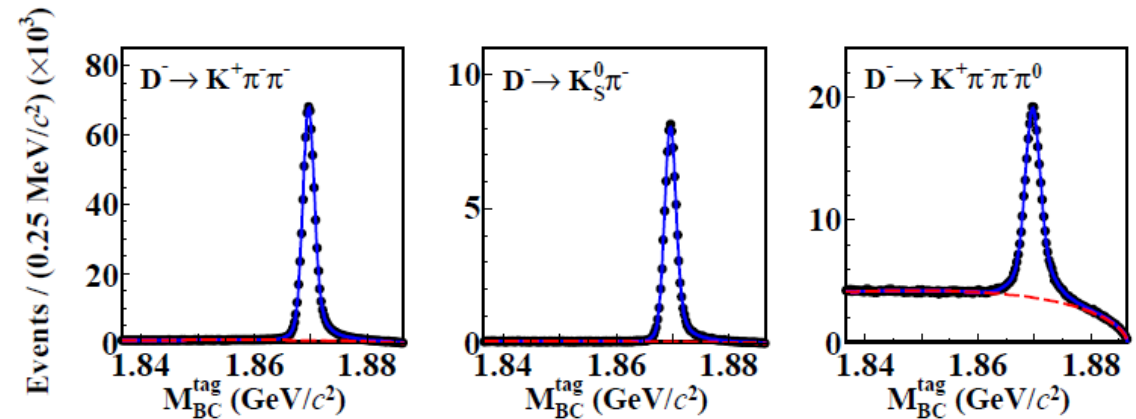 Events / (0.25 MeV/c²) (×10³)
D⁻→ K⁺π⁻π⁻
80
60
40
20
0
1.84 1.86 1.88
M_BC^tag (GeV/c²)
D⁻→ K_S⁰π⁻
10
5
0
1.84 1.86 1.88
M_BC^tag (GeV/c²)
D⁻→ K⁺π⁻π⁻π⁰
20
10
0
1.84 1.86 1.88
M_BC^tag (GeV/c²)